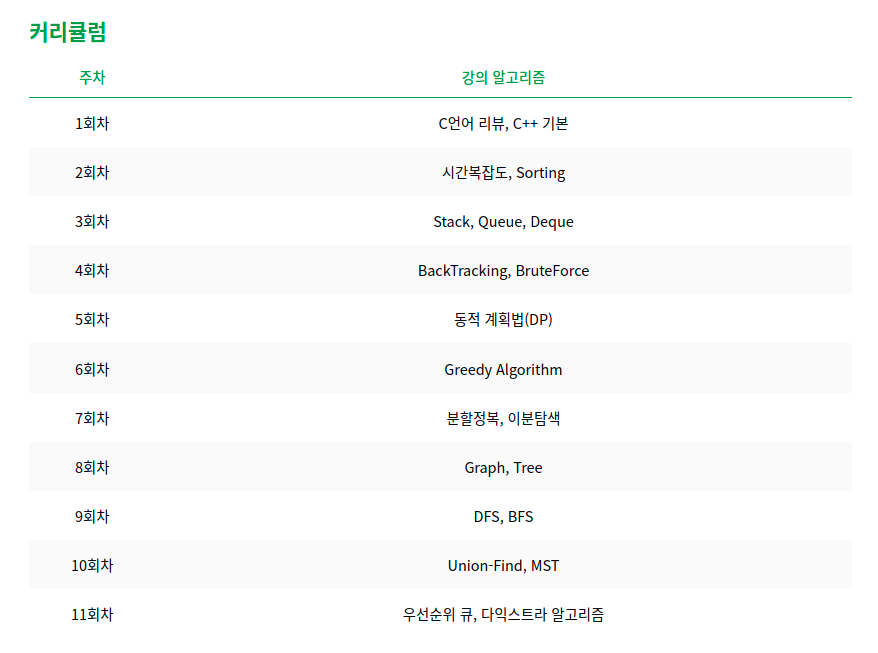 커리큘럼
주차 강의 알고리즘
1회차 C언어 리뷰, C++ 기본
2회차 시간복잡도, Sorting
3회차 Stack, Queue, Deque
4회차 BackTracking, BruteForce
5회차 동적 계획법(DP)
6회차 Greedy Algorithm
7회차 분할정복, 이분탐색
8회차 Graph, Tree
9회차 DFS, BFS
10회차 Union-Find, MST
11회차 우선순위 큐, 다익스트라 알고리즘